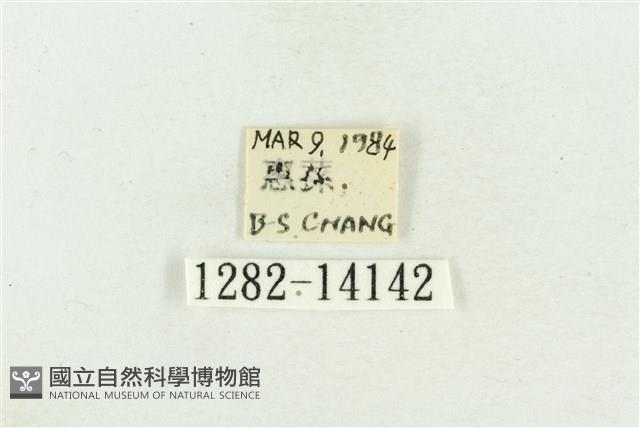 MAR 9, 1984
惠蓀
B-S. CHANG
1282-14142
國立自然科學博物館
NATIONAL MUSEUM OF NATURAL SCIENCE